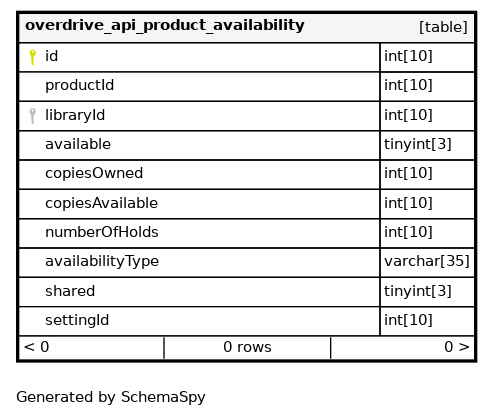 overdrive_api_product_availability [table]
id int[10]
productId int[10]
libraryId int[10]
available tinyint[3]
copiesOwned int[10]
copiesAvailable int[10]
numberOfHolds int[10]
availabilityType varchar[35]
shared tinyint[3]
settingId int[10]
< 0 0 rows 0 >
Generated by SchemaSpy